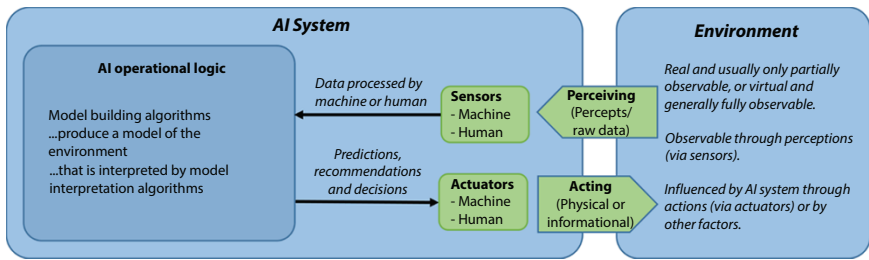 AI System
AI operational logic
Model building algorithms
...produce a model of the
environment
...that is interpreted by model
interpretation algorithms
Data processed by
machine or human
Predictions,
recommendations
and decisions
Sensors
- Machine
- Human
Actuators
- Machine
- Human
Perceiving
(Percepts/
raw data)
Acting
(Physical or
informational)
Environment
Real and usually only partially
observable, or virtual and
generally fully observable.
Observable through perceptions
(via sensors).
Influenced by AI system through
actions (via actuators) or by
other factors.